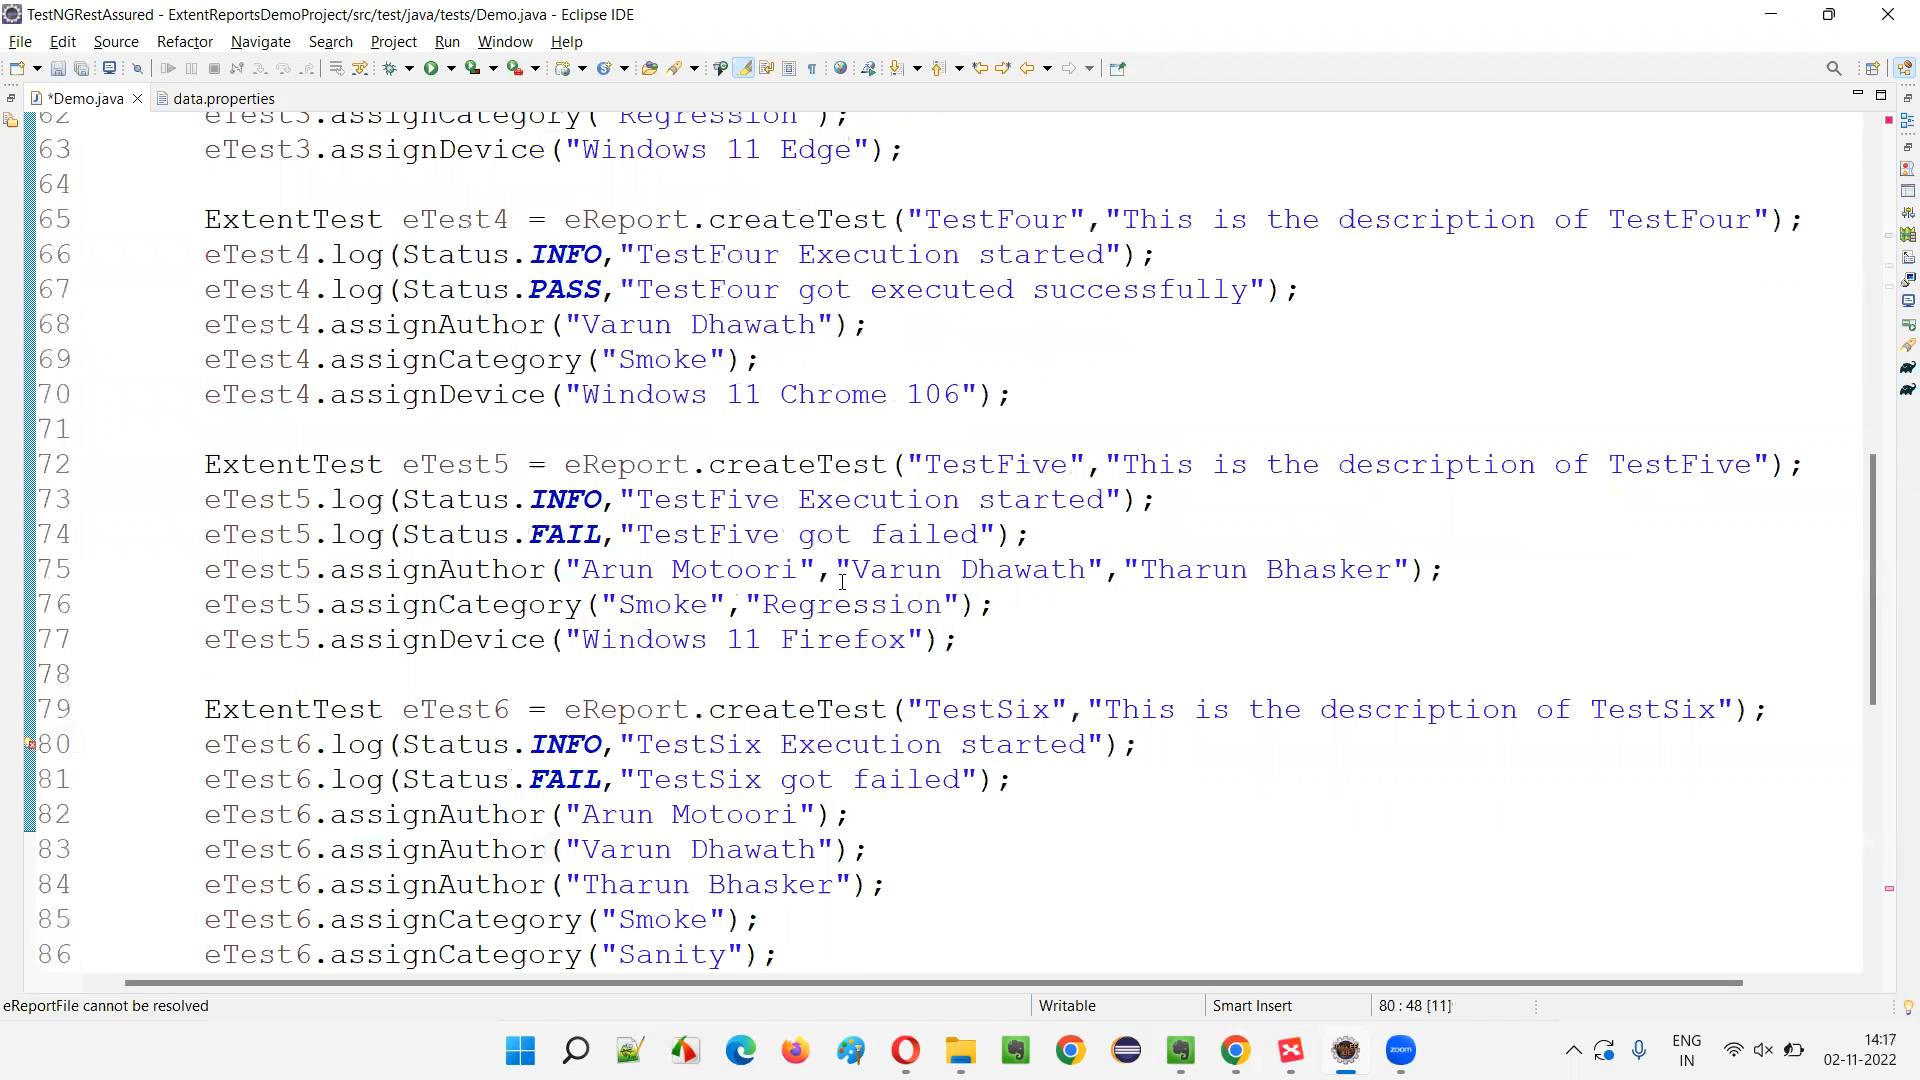 TestNGRestAssured - ExtentReportsDemoProject/src/test/java/tests/Demo.java - Eclipse IDE
File Edit Source Refactor Navigate Search Project Run Window Help
*Demo.java data.properties
62 eTest3.assignCategory("Regression");
63 eTest3.assignDevice("Windows 11 Edge");
64
65 ExtentTest eTest4 = eReport.createTest("TestFour","This is the description of TestFour");
66 eTest4.log(Status.INFO,"TestFour Execution started");
67 eTest4.log(Status.PASS,"TestFour got executed successfully");
68 eTest4.assignAuthor("Varun Dhawath");
69 eTest4.assignCategory("Smoke");
70 eTest4.assignDevice("Windows 11 Chrome 106");
71
72 ExtentTest eTest5 = eReport.createTest("TestFive","This is the description of TestFive");
73 eTest5.log(Status.INFO,"TestFive Execution started");
74 eTest5.log(Status.FAIL,"TestFive got failed");
75 eTest5.assignAuthor("Arun Motoori","Varun Dhawath","Tharun Bhasker");
76 eTest5.assignCategory("Smoke","Regression");
77 eTest5.assignDevice("Windows 11 Firefox");
78
79 ExtentTest eTest6 = eReport.createTest("TestSix","This is the description of TestSix");
80 eTest6.log(Status.INFO,"TestSix Execution started");
81 eTest6.log(Status.FAIL,"TestSix got failed");
82 eTest6.assignAuthor("Arun Motoori");
83 eTest6.assignAuthor("Varun Dhawath");
84 eTest6.assignAuthor("Tharun Bhasker");
85 eTest6.assignCategory("Smoke");
86 eTest6.assignCategory("Sanity");
eReportFile cannot be resolved Writable Smart Insert 80 : 48 [11]
zoom
ENG
IN
14:17
02-11-2022